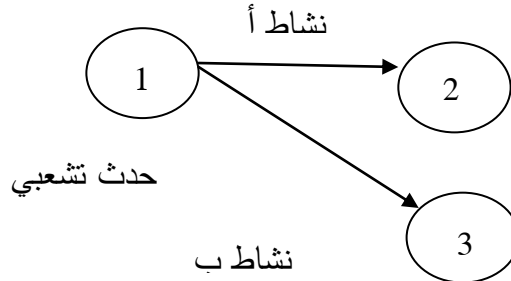 نشاط أ
1
2
حدث تشعبي
3
نشاط ب